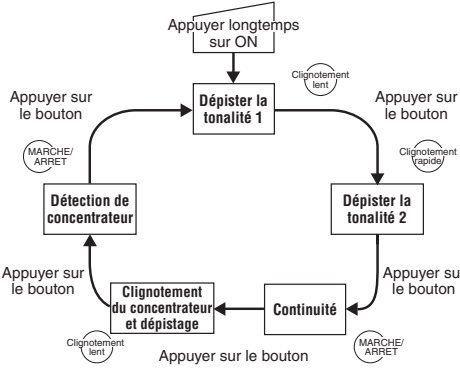 Appuyer longtemps
sur ON
Clignotement
lent
Dépister la
tonalité 1
Appuyer sur
le bouton
Appuyer sur
le bouton
MARCHE/
ARRET
Clignotement
rapide
Détection de
concentrateur
Dépister la
tonalité 2
Appuyer sur
le bouton
Appuyer su
le bouton
Clignotement
du concentrateur
et dépistage
Continuité
Clignotement
lent
Appuyer sur le bouton
MARCHE/
ARRET